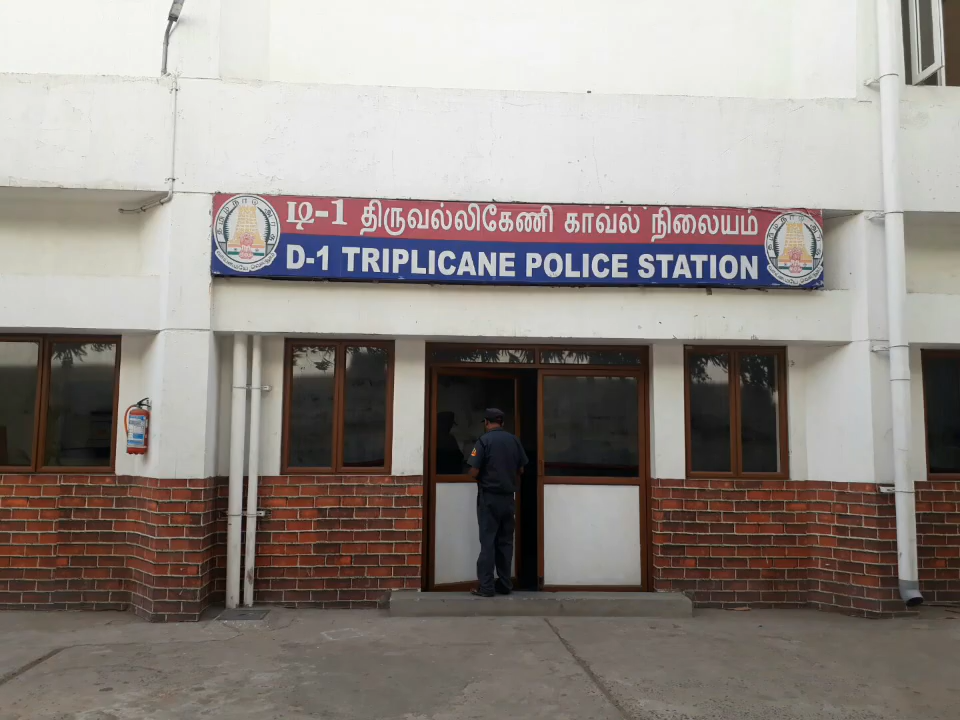 டி-1 திருவல்லிகேணி காவல் நிலையம்
D-1 TRIPLICANE POLICE STATION